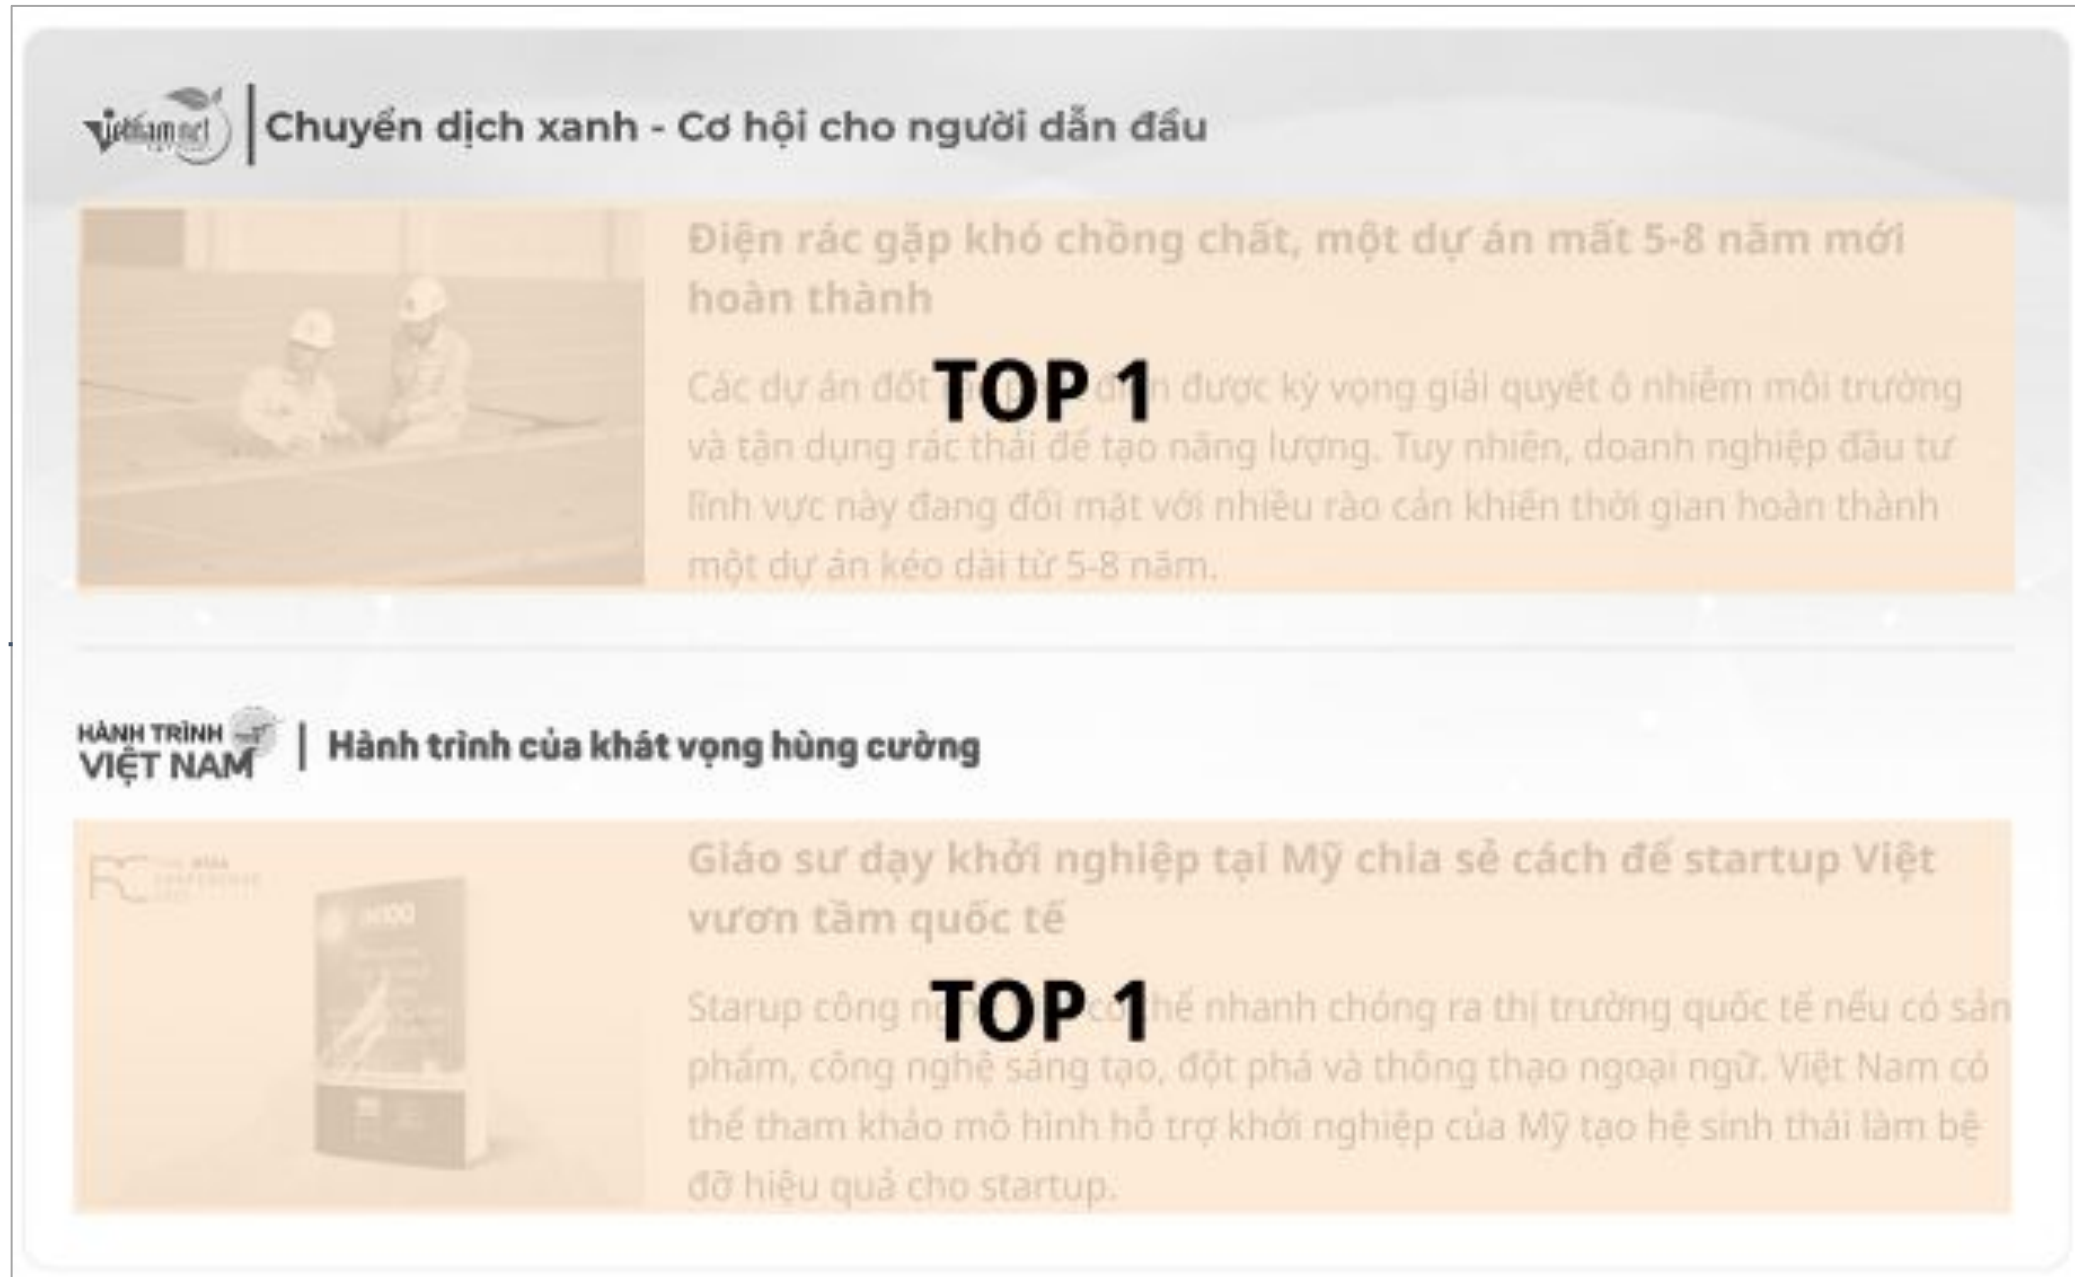 vietnamnet
Chuyển dịch xanh - Cơ hội cho người dẫn đầu
Điện rác gặp khó chồng chất, một dự án mất 5-8 năm mới
hoàn thành
TOP 1
Các dự án đốt được kỳ vọng giải quyết ô nhiễm môi trường
và tận dụng rác thải để tạo năng lượng. Tuy nhiên, doanh nghiệp đầu tư
lĩnh vực này đang đối mặt với nhiều rào cản khiến thời gian hoàn thành
một dự án kéo dài từ 5-8 năm.
HÀNH TRÌNH
VIỆT NAM
Hành trình của khát vọng hùng cường
Giáo sư dạy khởi nghiệp tại Mỹ chia sẻ cách để startup Việt
vươn tầm quốc tế
TOP 1
Starup công thể nhanh chóng ra thị trường quốc tế nếu có sản
phẩm, công nghệ sáng tạo, đột phá và thông thạo ngoại ngữ. Việt Nam có
thể tham khảo mô hình hỗ trợ khởi nghiệp của Mỹ tạo hệ sinh thái làm bệ
đỡ hiệu quả cho startup.